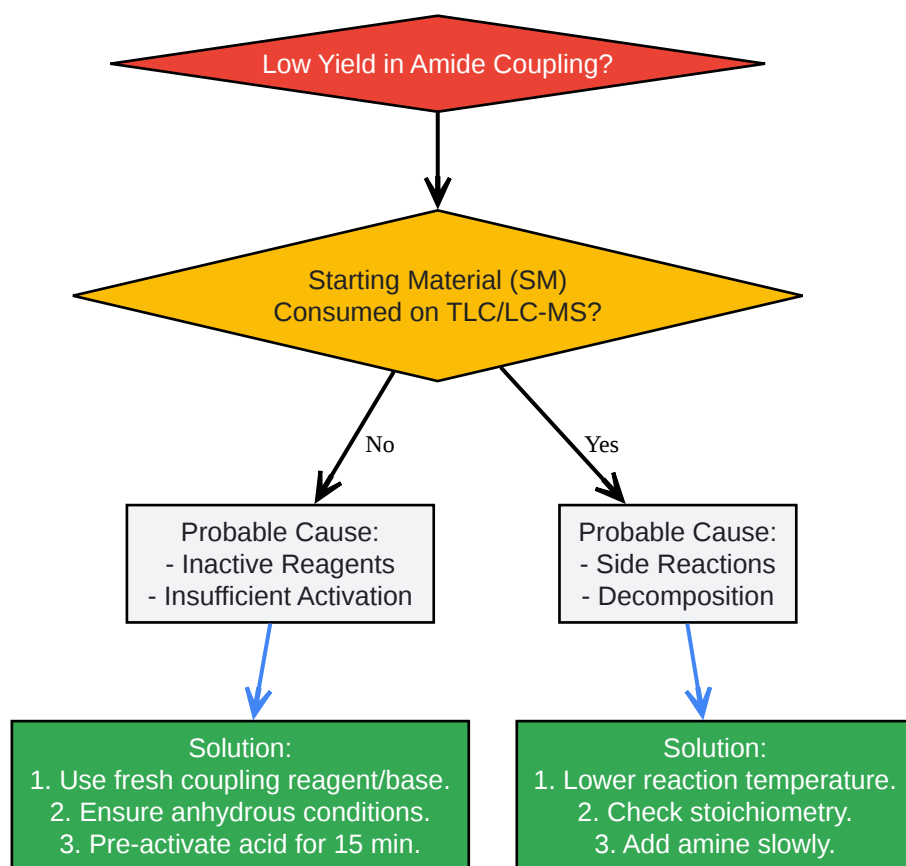 Low Yield in Amide Coupling?
Starting Material (SM)
Consumed on TLC/LC-MS?
No
Yes
Probable Cause:
- Inactive Reagents
- Insufficient Activation
Probable Cause:
- Side Reactions
- Decomposition
Solution:
1. Use fresh coupling reagent/base.
2. Ensure anhydrous conditions.
3. Pre-activate acid for 15 min.
Solution:
1. Lower reaction temperature.
2. Check stoichiometry.
3. Add amine slowly.